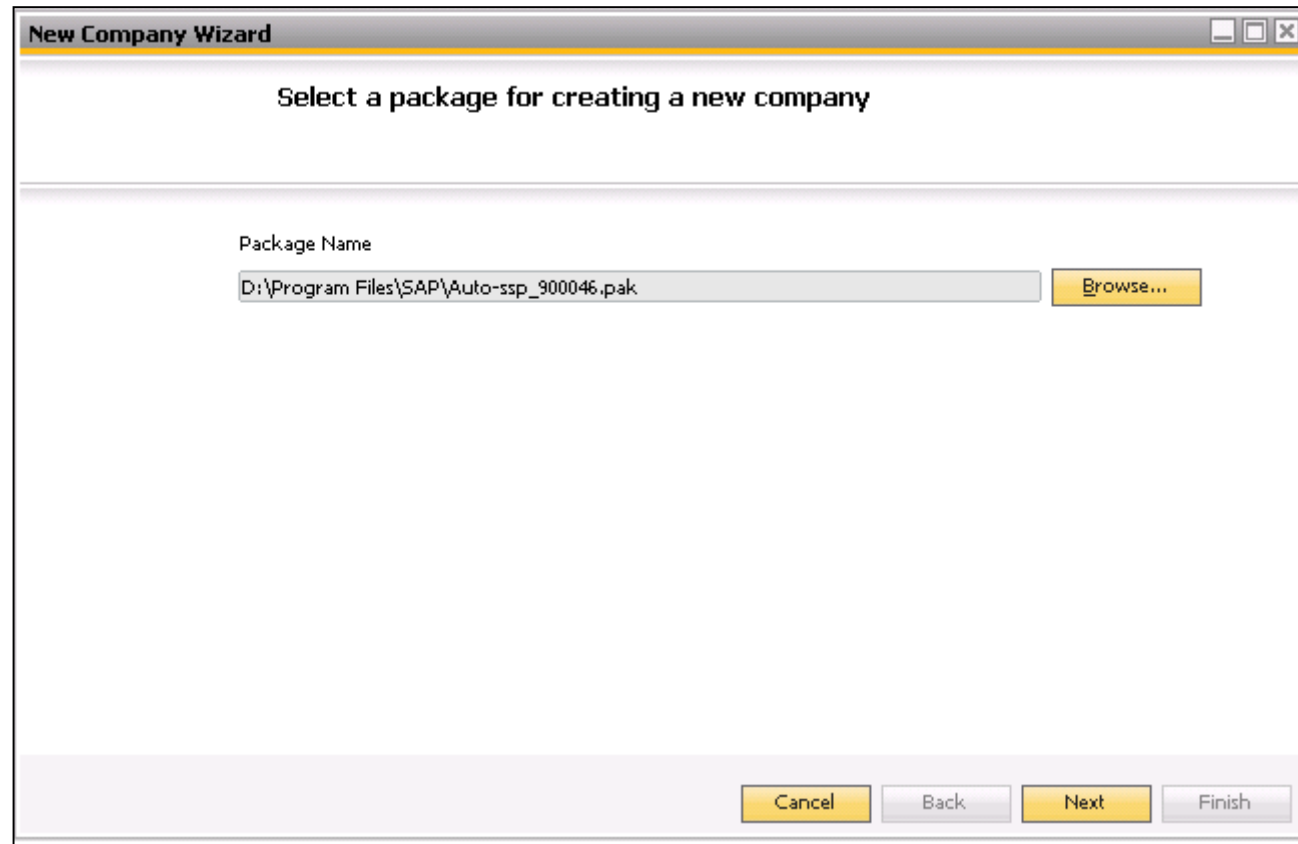 New Company Wizard
Select a package for creating a new company
Package Name
D:\Program Files\SAP\Auto-ssp_900046.pak
Browse...
Cancel
Back
Next
Finish